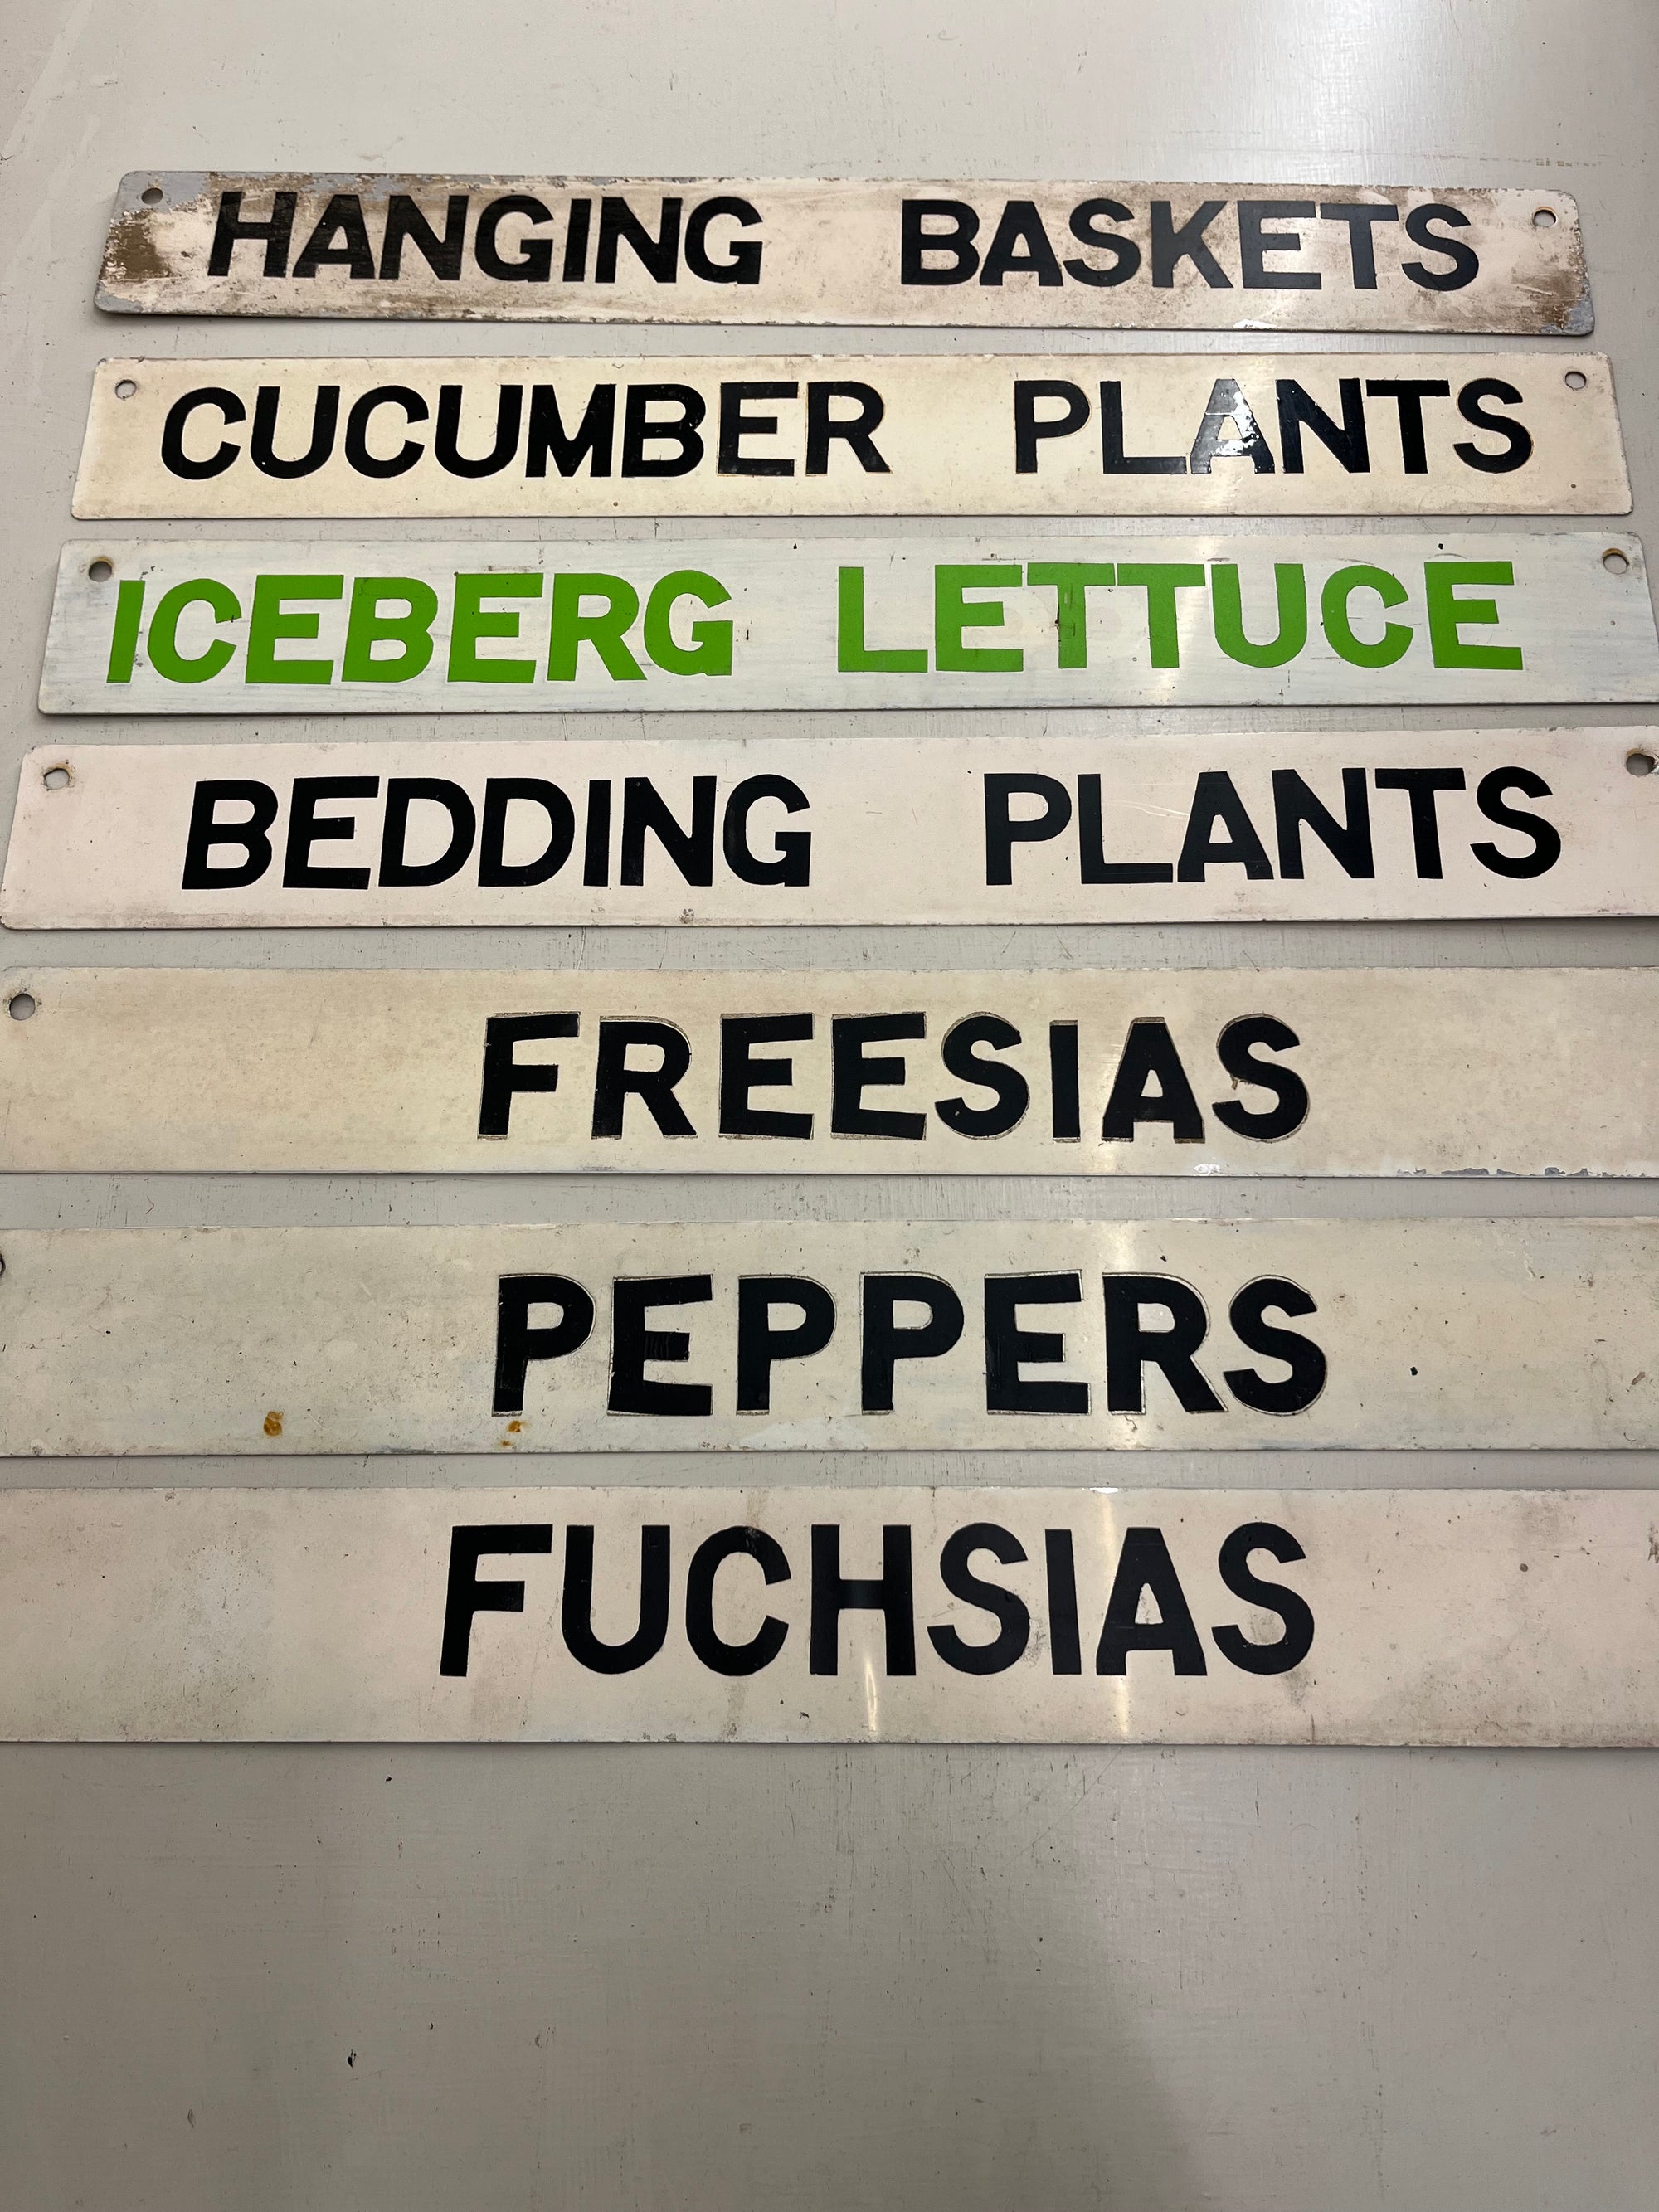 HANGING BASKETS
CUCUMBER PLANTS
ICEBERG LETTUCE
BEDDING PLANTS
FREESIAS
PEPPERS
FUCHSIAS